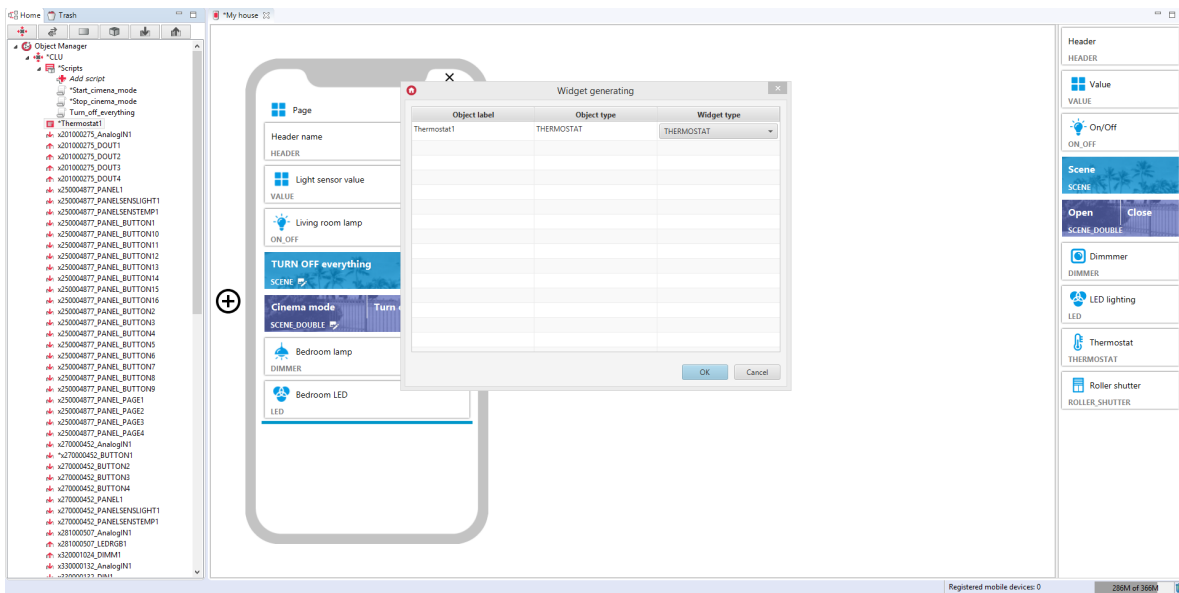 Home
Trash
*My house
Object Manager
*CLU
*Scripts
Add script
*Start_cimena_mode
*Stop_cinema_mode
Turn_off_everything
*Thermostat1
x201000275_AnalogIN1
x201000275_DOUT1
x201000275_DOUT2
x201000275_DOUT3
x201000275_DOUT4
x250004877_PANEL1
x250004877_PANELSENSLIGHT1
x250004877_PANELSENSTEMP1
x250004877_PANEL_BUTTON1
x250004877_PANEL_BUTTON10
x250004877_PANEL_BUTTON11
x250004877_PANEL_BUTTON12
x250004877_PANEL_BUTTON13
x250004877_PANEL_BUTTON14
x250004877_PANEL_BUTTON15
x250004877_PANEL_BUTTON16
x250004877_PANEL_BUTTON2
x250004877_PANEL_BUTTON3
x250004877_PANEL_BUTTON4
x250004877_PANEL_BUTTON5
x250004877_PANEL_BUTTON6
x250004877_PANEL_BUTTON7
x250004877_PANEL_BUTTON8
x250004877_PANEL_BUTTON9
x250004877_PANEL_PAGE1
x250004877_PANEL_PAGE2
x250004877_PANEL_PAGE3
x250004877_PANEL_PAGE4
x270000452_AnalogIN1
*x270000452_BUTTON1
x270000452_BUTTON2
x270000452_BUTTON3
x270000452_BUTTON4
x270000452_PANEL1
x270000452_PANELSENSLIGHT1
x270000452_PANELSENSTEMP1
x281000507_AnalogIN1
x281000507_LEDRGB1
x320001024_DIMM1
x330000132_AnalogIN1
x330000132_DIN1
Page
Header name
HEADER
Light sensor value
VALUE
Living room lamp
ON_OFF
TURN OFF everything
SCENE
Cinema mode Turn
SCENE_DOUBLE
Bedroom lamp
DIMMER
Bedroom LED
LED
Widget generating
Object label Object type Widget type
Thermostat1 THERMOSTAT THERMOSTAT
OK Cancel
Header
HEADER
Value
VALUE
On/Off
ON_OFF
Scene
SCENE
Open Close
SCENE_DOUBLE
Dimmmer
DIMMER
LED lighting
LED
Thermostat
THERMOSTAT
Roller shutter
ROLLER_SHUTTER
Registered mobile devices: 0
286M of 366M